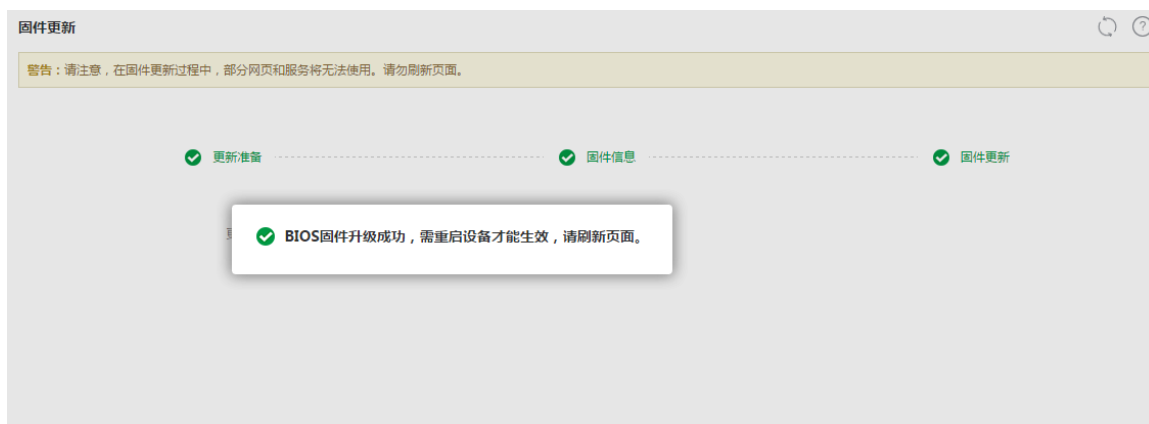 固件更新
警告：请注意，在固件更新过程中，部分网页和服务将无法使用。请勿刷新页面。
更新准备
固件信息
固件更新
BIOS固件升级成功，需重启设备才能生效，请刷新页面。